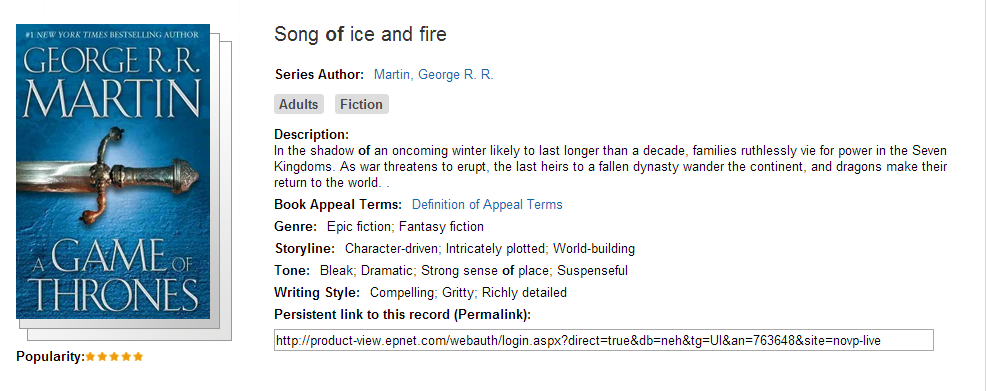 #1 NEW YORK TIMES BESTSELLING AUTHOR
GEORGE R. R.
MARTIN
A GAME OF
THRONES
Popularity:
Song of ice and fire
Series Author: Martin, George R. R.
Adults Fiction
Description:
In the shadow of an oncoming winter likely to last longer than a decade, families ruthlessly vie for power in the Seven
Kingdoms. As war threatens to erupt, the last heirs to a fallen dynasty wander the continent, and dragons make their
return to the world. .
Book Appeal Terms: Definition of Appeal Terms
Genre: Epic fiction; Fantasy fiction
Storyline: Character-driven; Intricately plotted; World-building
Tone: Bleak; Dramatic; Strong sense of place; Suspenseful
Writing Style: Compelling; Gritty; Richly detailed
Persistent link to this record (Permalink):
http://product-view.epnet.com/webauth/login.aspx?direct=true&db=neh&tg=UI&an=763648&site=novp-live